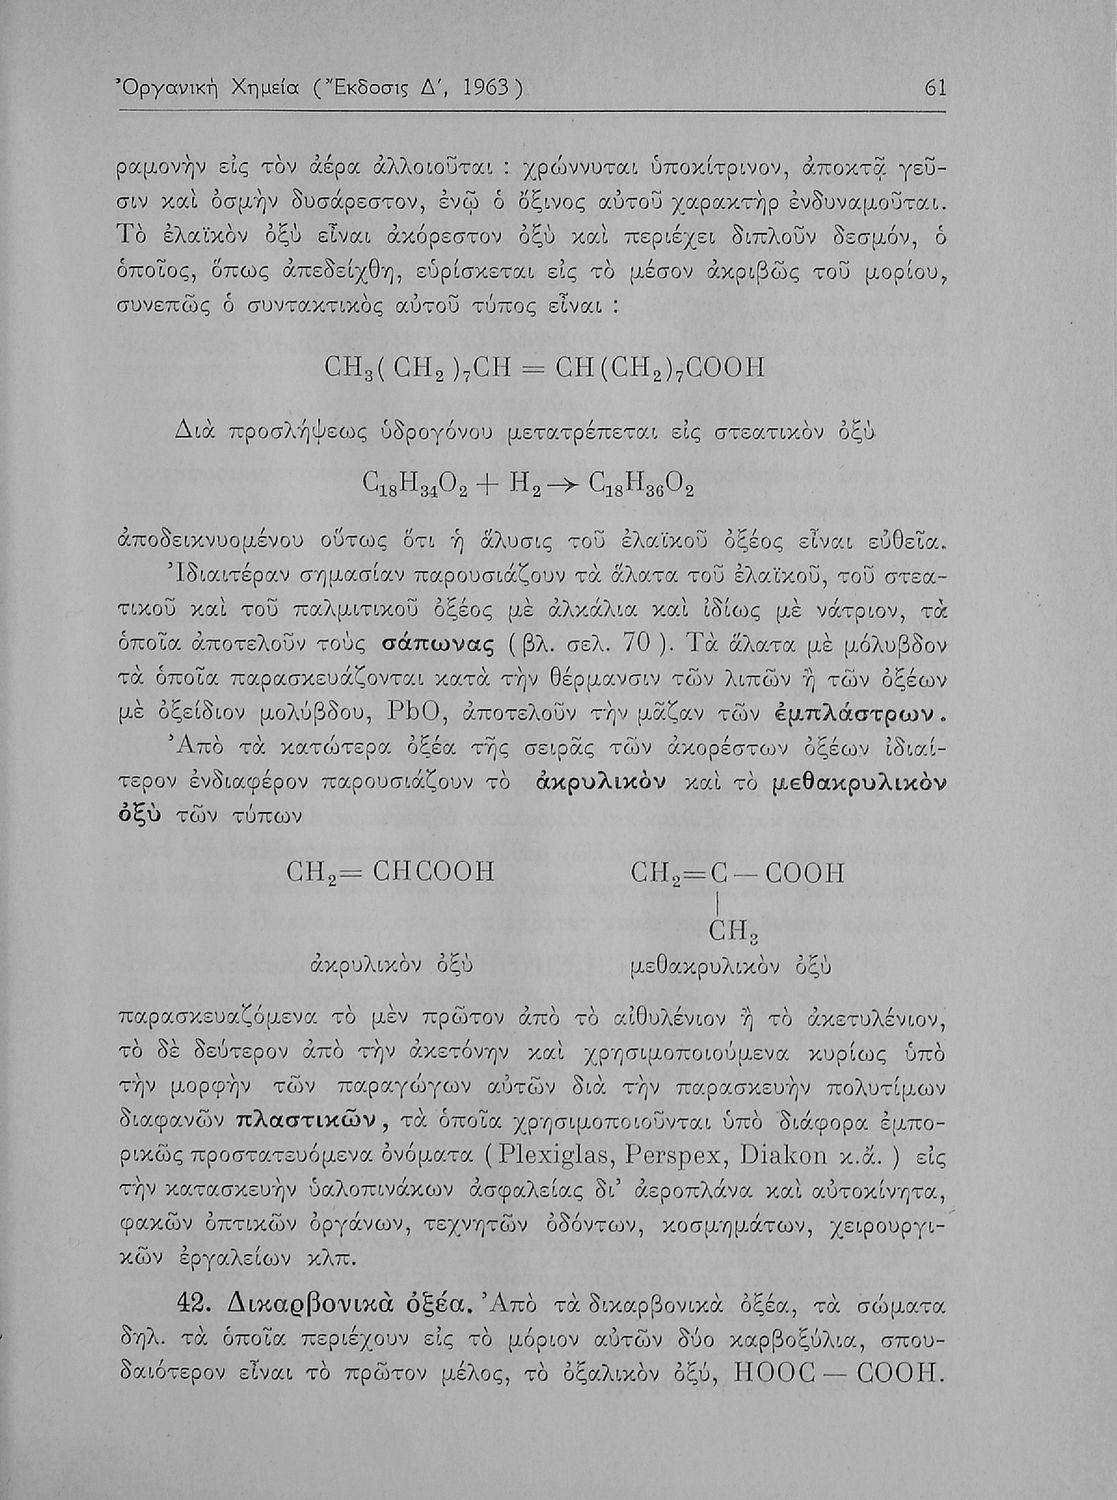 Ὀργανικὴ Χημεία (Ἔκδοσις Δ', 1963) 61
ραμονὴν εἰς τὸν ἀέρα ἀλλοιοῦται : χρώννυται ὑποκίτρινον, ἀποκτᾷ γεῦ-
σιν καὶ ὀσμὴν δυσάρεστον, ἐνῷ ὁ ὄξινος αὐτοῦ χαρακτὴρ ἐνδυναμοῦται.
Τὸ ἐλαϊκὸν ὀξὺ εἶναι ἀκόρεστον ὀξὺ καὶ περιέχει διπλοῦν δεσμόν, ὁ
ὁποῖος, ὅπως ἀπεδείχθη, εὑρίσκεται εἰς τὸ μέσον ἀκριβῶς τοῦ μορίου,
συνεπῶς ὁ συντακτικὸς αὐτοῦ τύπος εἶναι :
CH₃( CH₂ )₇CH = CH(CH₂)₇COOH
Διὰ προσλήψεως ὑδρογόνου μετατρέπεται εἰς στεατικὸν ὀξὺ
C₁₈H₃₄O₂ + H₂ → C₁₈H₃₆O₂
ἀποδεικνυομένου οὕτως ὅτι ἡ ἅλυσις τοῦ ἐλαϊκοῦ ὀξέος εἶναι εὐθεῖα.
Ἰδιαιτέραν σημασίαν παρουσιάζουν τὰ ἅλατα τοῦ ἐλαϊκοῦ, τοῦ στεα-
τικοῦ καὶ τοῦ παλμιτικοῦ ὀξέος μὲ ἀλκάλια καὶ ἰδίως μὲ νάτριον, τὰ
ὁποῖα ἀποτελοῦν τοὺς σάπωνας ( βλ. σελ. 70 ). Τὰ ἅλατα μὲ μόλυβδον
τὰ ὁποῖα παρασκευάζονται κατὰ τὴν θέρμανσιν τῶν λιπῶν ἢ τῶν ὀξέων
μὲ ὀξείδιον μολύβδου, PbO, ἀποτελοῦν τὴν μᾶζαν τῶν ἐμπλάστρων.
Ἀπὸ τὰ κατώτερα ὀξέα τῆς σειρᾶς τῶν ἀκορέστων ὀξέων ἰδιαί-
τερον ἐνδιαφέρον παρουσιάζουν τὸ ἀκρυλικὸν καὶ τὸ μεθακρυλικὸν
ὀξὺ τῶν τύπων
CH₂= CHCOOH CH₂=C — COOH
|
CH₃
ἀκρυλικὸν ὀξὺ μεθακρυλικὸν ὀξὺ
παρασκευαζόμενα τὸ μὲν πρῶτον ἀπὸ τὸ αἰθυλένιον ἢ τὸ ἀκετυλένιον,
τὸ δὲ δεύτερον ἀπὸ τὴν ἀκετόνην καὶ χρησιμοποιούμενα κυρίως ὑπὸ
τὴν μορφὴν τῶν παραγώγων αὐτῶν διὰ τὴν παρασκευὴν πολυτίμων
διαφανῶν πλαστικῶν, τὰ ὁποῖα χρησιμοποιοῦνται ὑπὸ διάφορα ἐμπο-
ρικῶς προστατευόμενα ὀνόματα ( Plexiglas, Perspex, Diakon κ.ἄ. ) εἰς
τὴν κατασκευὴν ὑαλοπινάκων ἀσφαλείας δι' ἀεροπλάνα καὶ αὐτοκίνητα,
φακῶν ὀπτικῶν ὀργάνων, τεχνητῶν ὀδόντων, κοσμημάτων, χειρουργι-
κῶν ἐργαλείων κλπ.
42. Δικαρβονικὰ ὀξέα. Ἀπὸ τὰ δικαρβονικὰ ὀξέα, τὰ σώματα
δηλ. τὰ ὁποῖα περιέχουν εἰς τὸ μόριον αὐτῶν δύο καρβοξύλια, σπου-
δαιότερον εἶναι τὸ πρῶτον μέλος, τὸ ὀξαλικὸν ὀξύ, HOOC — COOH.